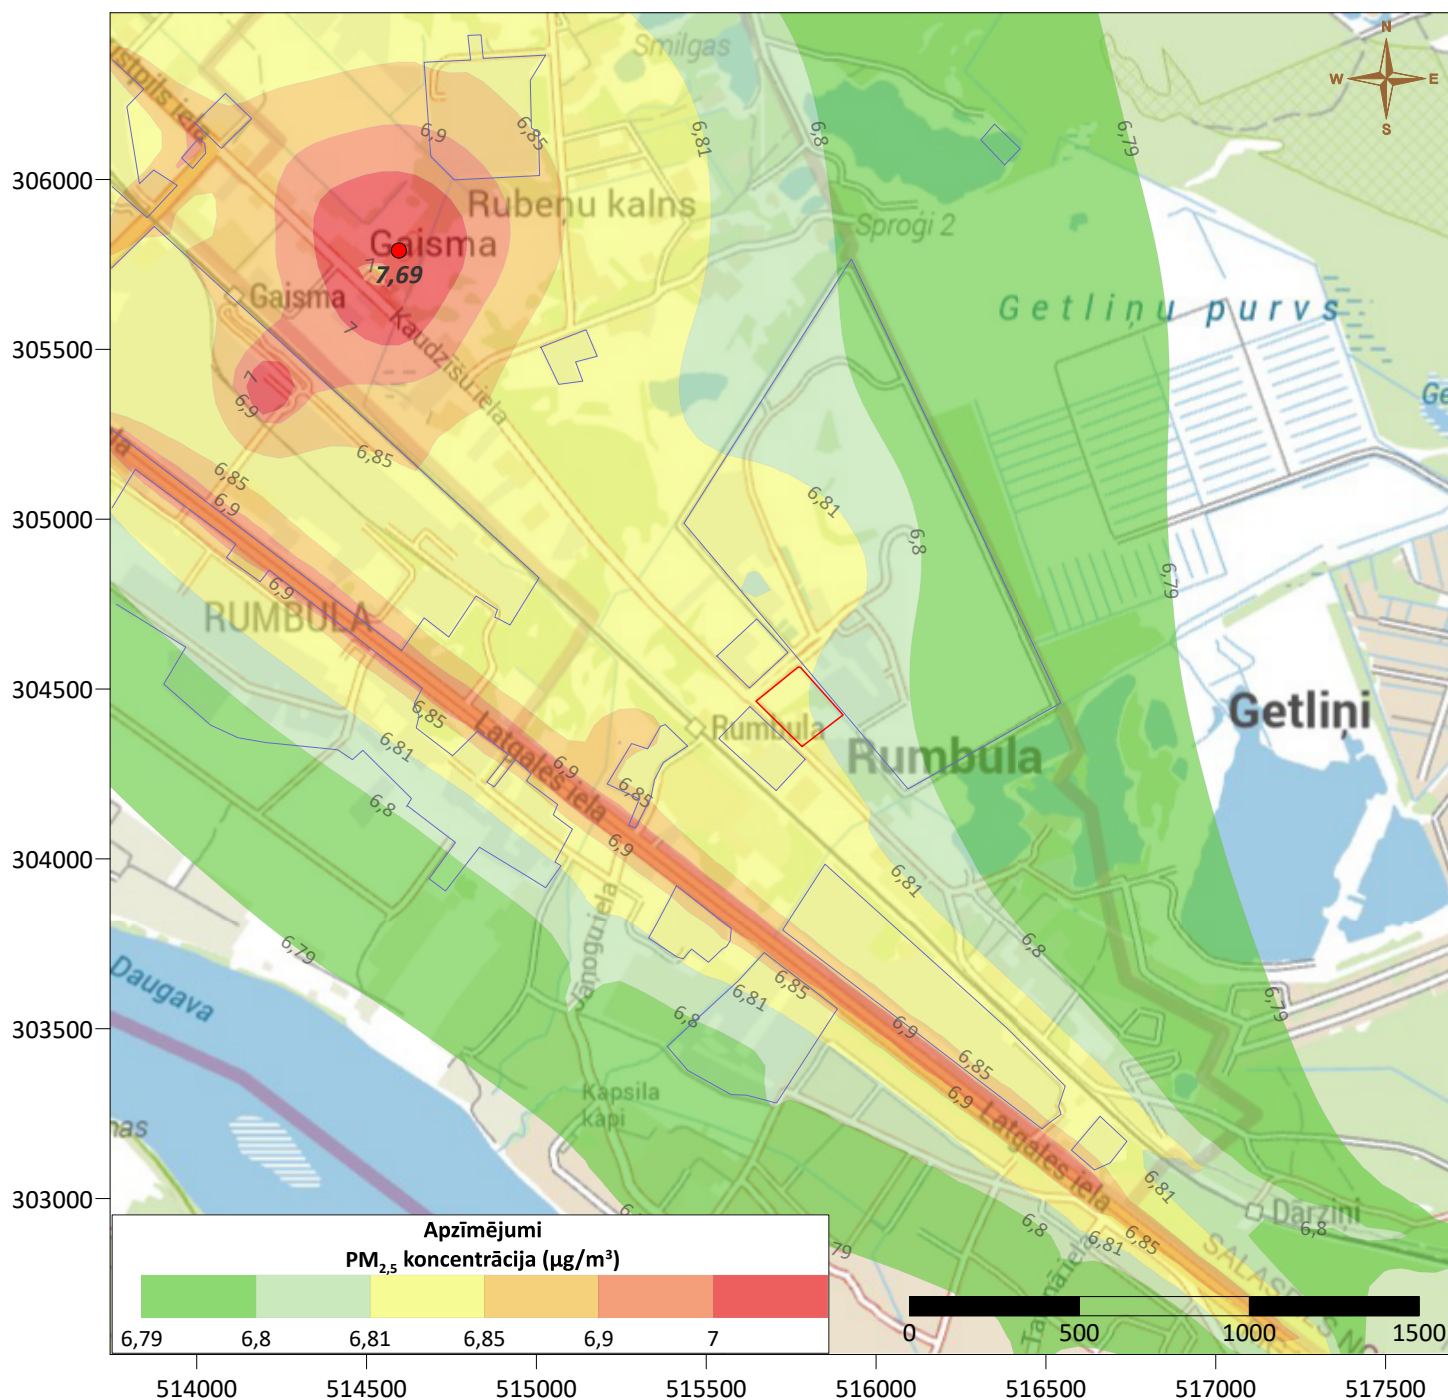 N
W E
S
Smilgas
6,81
6,8
6,79
6,9
6,85
Rubeņu kalns
Gaisma
7,69
7
Gaisma
7
Kaudzīšu iela
Sproģi 2
Getliņu purvs
7
6,9
6,85
6,85
6,9
6,81
6,8
6,79
6,9
RUMBULA
6,85
Latgales iela
6,9
6,85
Rumbula
Rumbula
Getliņi
6,81
6,8
6,9
6,81
6,8
6,79
Daugava
Jāņogu iela
6,79
6,85
6,81
6,8
6,9
6,85
6,9
Latgales iela
Kapsila
kapi
6,81
6,8
6,81
6,85
Dārziņi
6,8
306000
305500
305000
304500
304000
303500
303000
Apzīmējumi
PM2,5 koncentrācija (µg/m³)
6,79 6,8 6,81 6,85 6,9 7
0 500 1000 1500
514000 514500 515000 515500 516000 516500 517000 517500